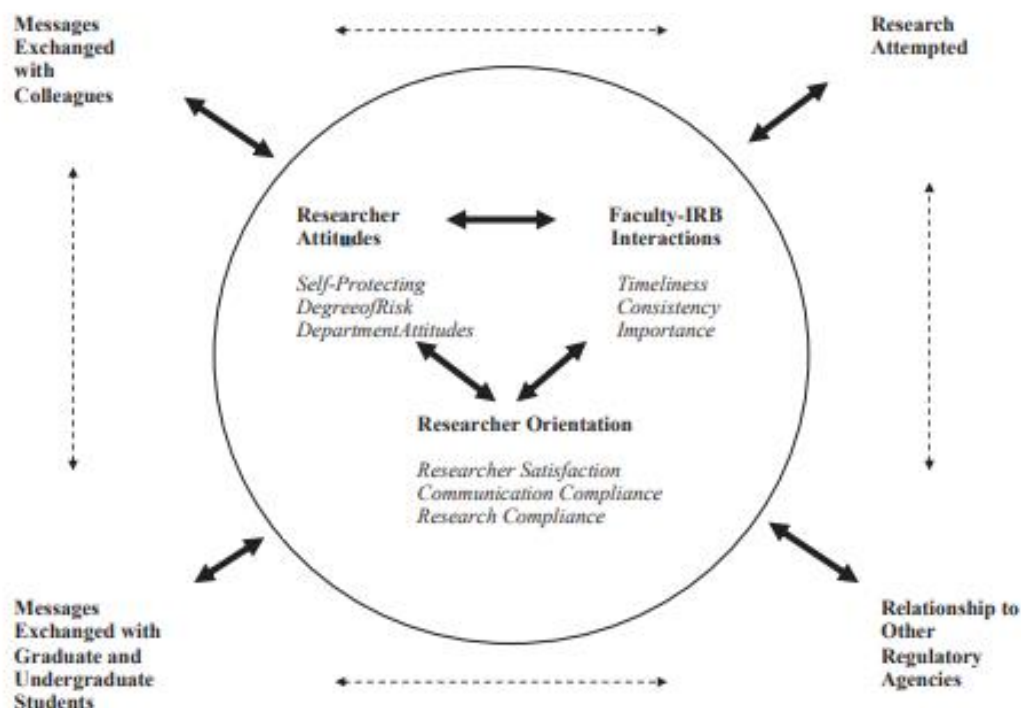 Messages
Exchanged
with
Colleagues
Research
Attempted
Researcher
Attitudes
Self-Protecting
DegreeofRisk
DepartmentAttitudes
Faculty-IRB
Interactions
Timeliness
Consistency
Importance
Researcher Orientation
Researcher Satisfaction
Communication Compliance
Research Compliance
Messages
Exchanged with
Graduate and
Undergraduate
Students
Relationship to
Other
Regulatory
Agencies